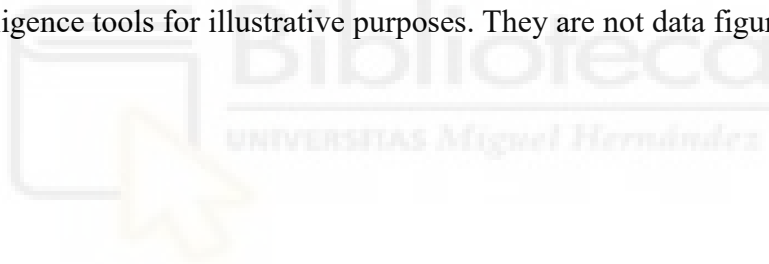 igence tools for illustrative purposes. They are not data figur
Biblioteca
UNIVERSITAS Miguel Hernández